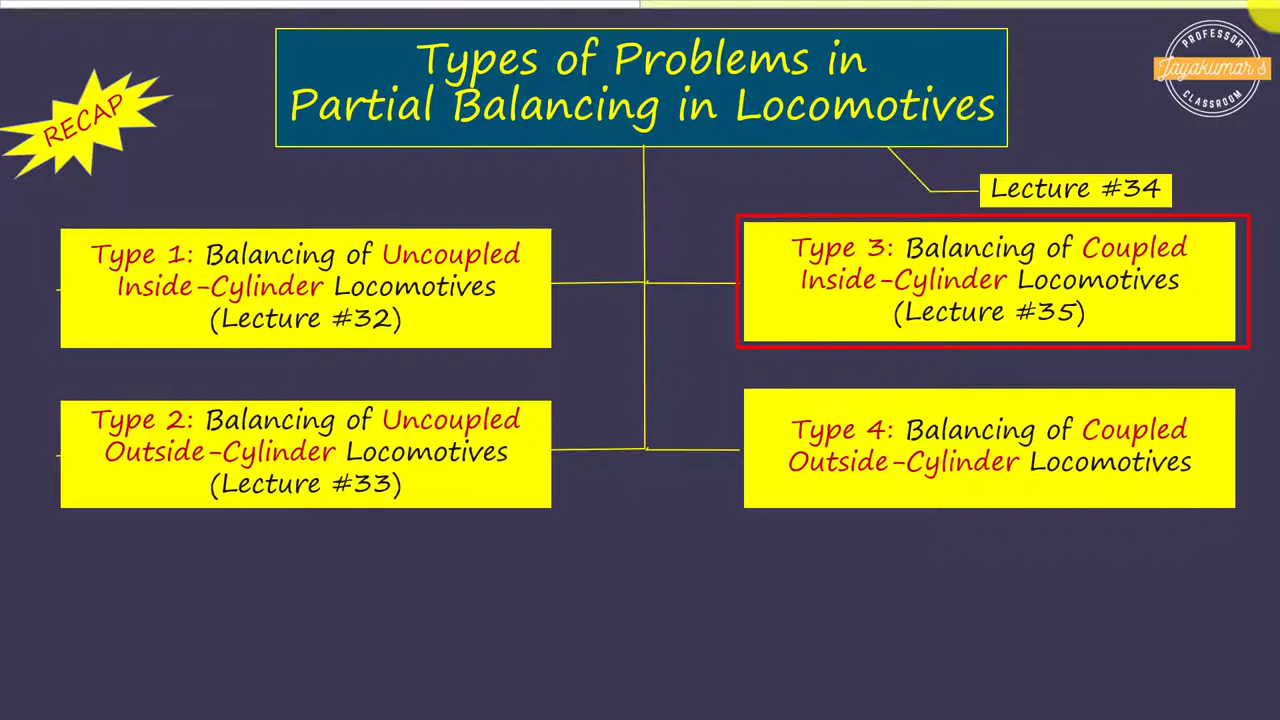 PROFESSOR
Jayakumar's
CLASSROOM
Types of Problems in
Partial Balancing in Locomotives
RECAP
Lecture #34
Type 1: Balancing of Uncoupled
Inside-Cylinder Locomotives
(Lecture #32)
Type 3: Balancing of Coupled
Inside-Cylinder Locomotives
(Lecture #35)
Type 2: Balancing of Uncoupled
Outside-Cylinder Locomotives
(Lecture #33)
Type 4: Balancing of Coupled
Outside-Cylinder Locomotives